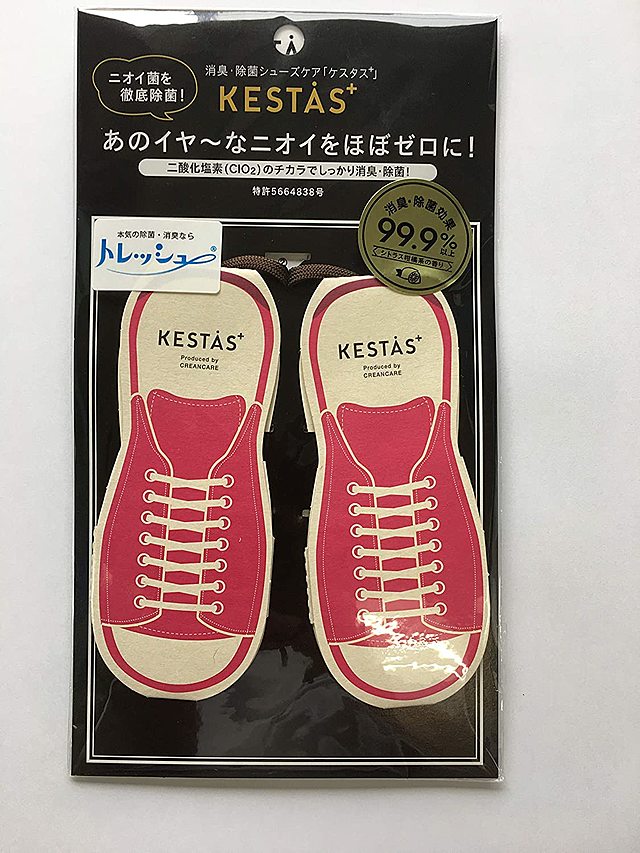 ニオイ菌を
徹底除菌！
消臭・除菌シューズケア「ケスタス⁺」
KESTAS⁺
あのイヤ〜なニオイをほぼゼロに！
二酸化塩素(ClO₂)のチカラでしっかり消臭・除菌！
特許5664838号
本気の除菌・消臭なら
トレッシュ®
消臭・除菌効果
99.9%
以上
シトラス柑橘系の香り
KESTAS⁺
Produced by
CREANCARE
KESTAS⁺
Produced by
CREANCARE